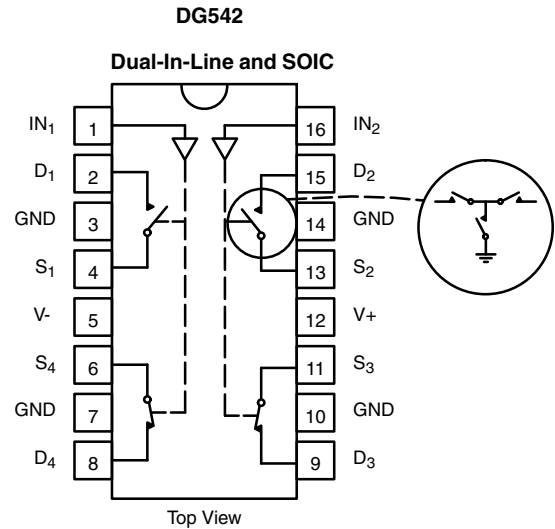 DG542
Dual-In-Line and SOIC
IN1 1 16 IN2
D1 2 15 D2
GND 3 14 GND
S1 4 13 S2
V- 5 12 V+
S4 6 11 S3
GND 7 10 GND
D4 8 9 D3
Top View